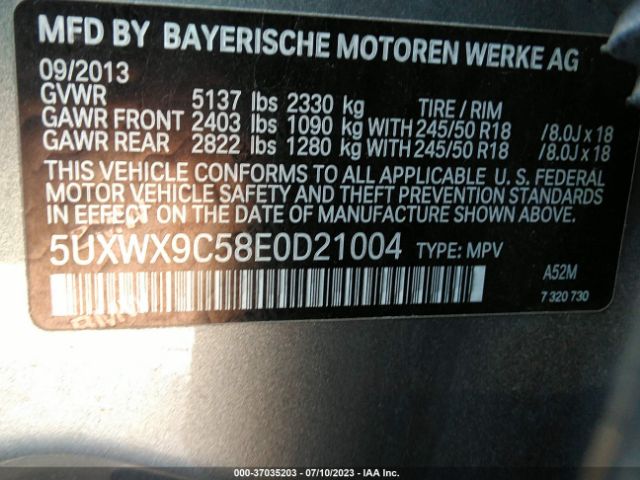 MFD BY BAYERISCHE MOTOREN WERKE AG
09/2013
GVWR 5137 lbs 2330 kg TIRE / RIM
GAWR FRONT 2403 lbs 1090 kg WITH 245/50 R18 /8.0J x 18
GAWR REAR 2822 lbs 1280 kg WITH 245/50 R18 /8.0J x 18
THIS VEHICLE CONFORMS TO ALL APPLICABLE U. S. FEDERAL
MOTOR VEHICLE SAFETY AND THEFT PREVENTION STANDARDS
IN EFFECT ON THE DATE OF MANUFACTURE SHOWN ABOVE.
5UXWX9C58E0D21004 TYPE: MPV
A52M
7 320 730
000-37035203 - 07/10/2023 - IAA Inc.